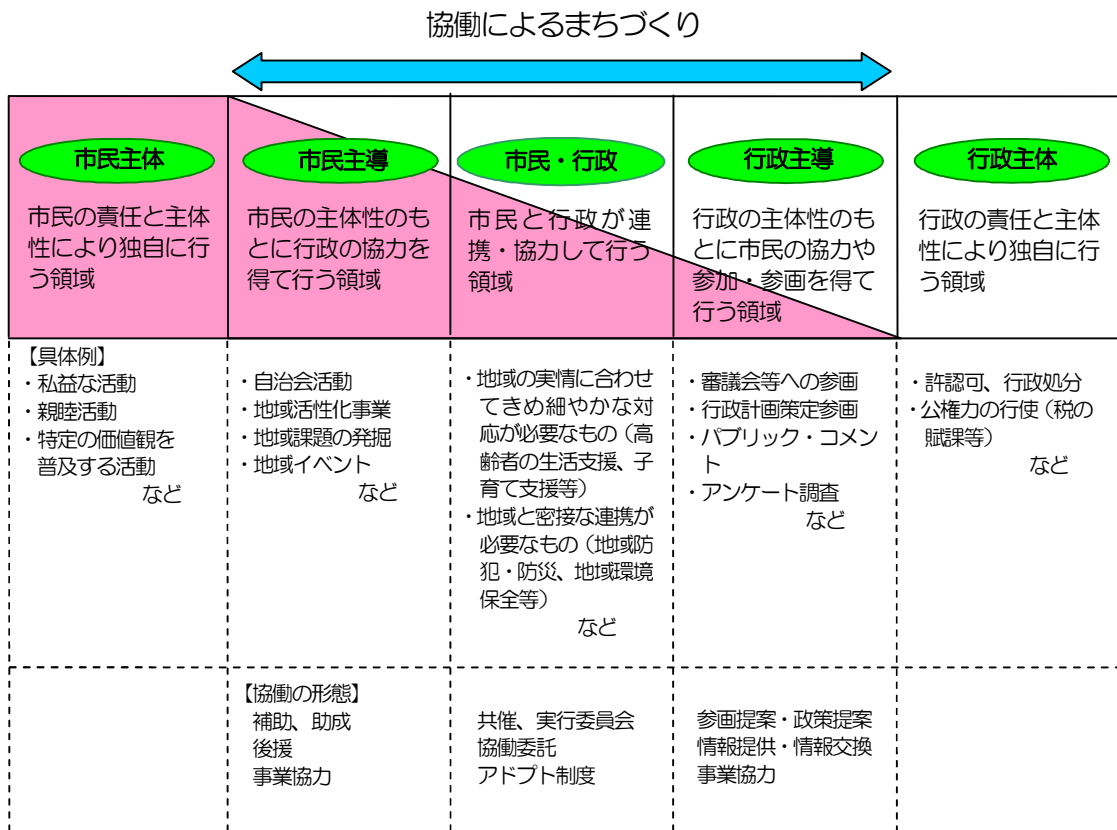 協働によるまちづくり
市民主体
市民の責任と主体
性により独自に行
う領域
市民主導
市民の主体性のも
とに行政の協力を
得て行う領域
市民・行政
市民と行政が連
携・協力して行う
領域
行政主導
行政の主体性のも
とに市民の協力や
参加・参画を得て
行う領域
行政主体
行政の責任と主体
性により独自に行
う領域
【具体例】
・私益な活動
・親睦活動
・特定の価値観を
普及する活動
など
・自治会活動
・地域活性化事業
・地域課題の発掘
・地域イベント
など
・地域の実情に合わせ
てきめ細やかな対
応が必要なもの（高
齢者の生活支援、子
育て支援等）
・地域と密接な連携が
必要なもの（地域防
犯・防災、地域環境
保全等）
など
・審議会等への参画
・行政計画策定参画
・パブリック・コメン
ト
・アンケート調査
など
・許認可、行政処分
・公権力の行使（税の
賦課等）
など
【協働の形態】
補助、助成
後援
事業協力
共催、実行委員会
協働委託
アドプト制度
参画提案・政策提案
情報提供・情報交換
事業協力